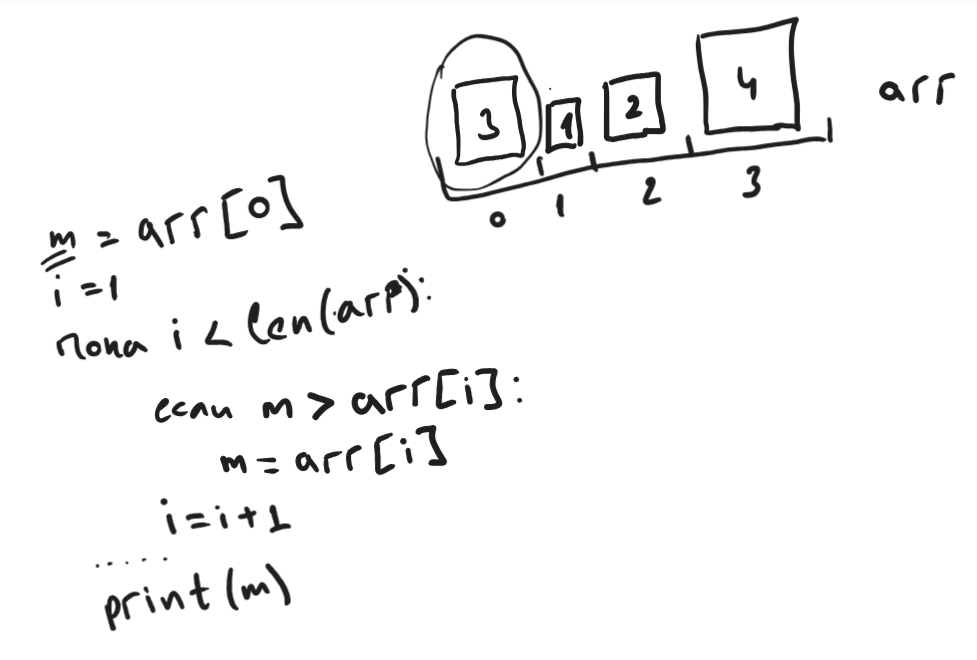 3 1 2 4 arr
0 1 2 3
m = arr[0]
i = 1
пока i < len(arr):
если m > arr[i]:
m = arr[i]
i = i + 1
.....
print(m)